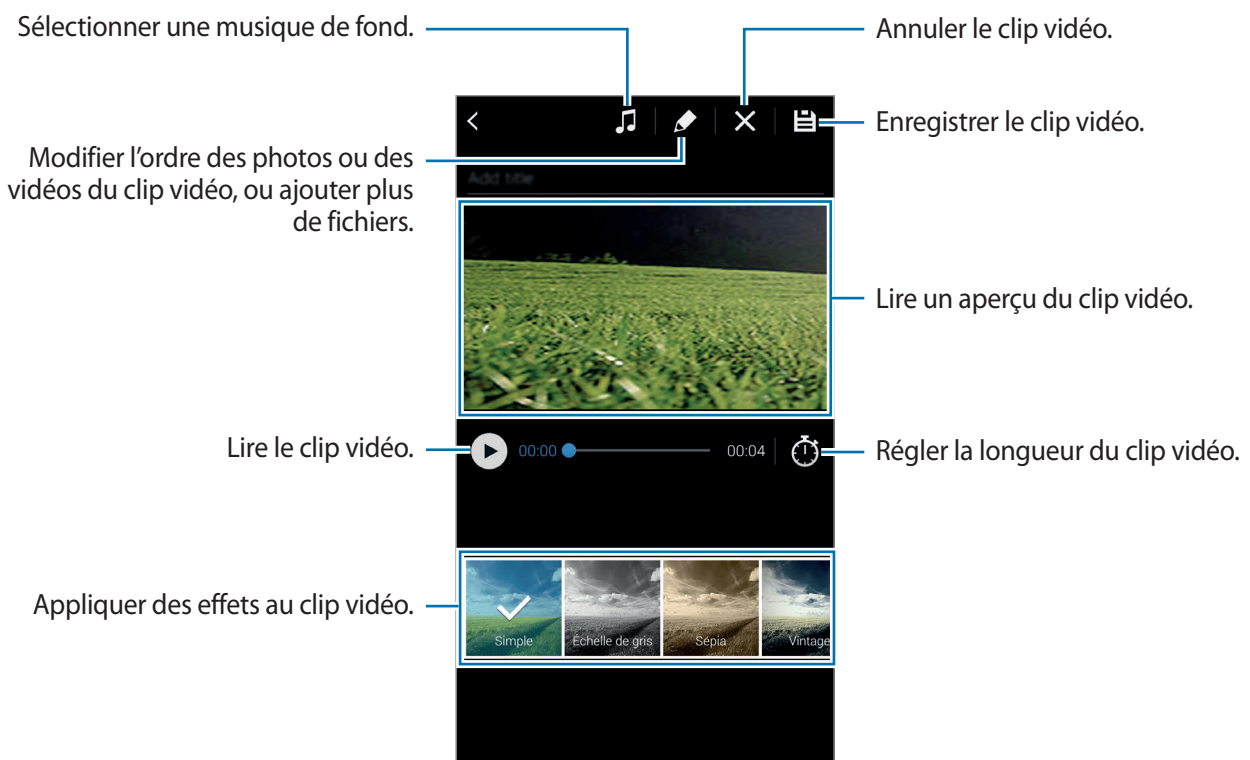 Sélectionner une musique de fond.
Annuler le clip vidéo.
Enregistrer le clip vidéo.
Modifier l’ordre des photos ou des
vidéos du clip vidéo, ou ajouter plus
de fichiers.
Add title
Lire un aperçu du clip vidéo.
Lire le clip vidéo.
00:00
00:04
Régler la longueur du clip vidéo.
Appliquer des effets au clip vidéo.
Simple
Échelle de gris
Sépia
Vintage